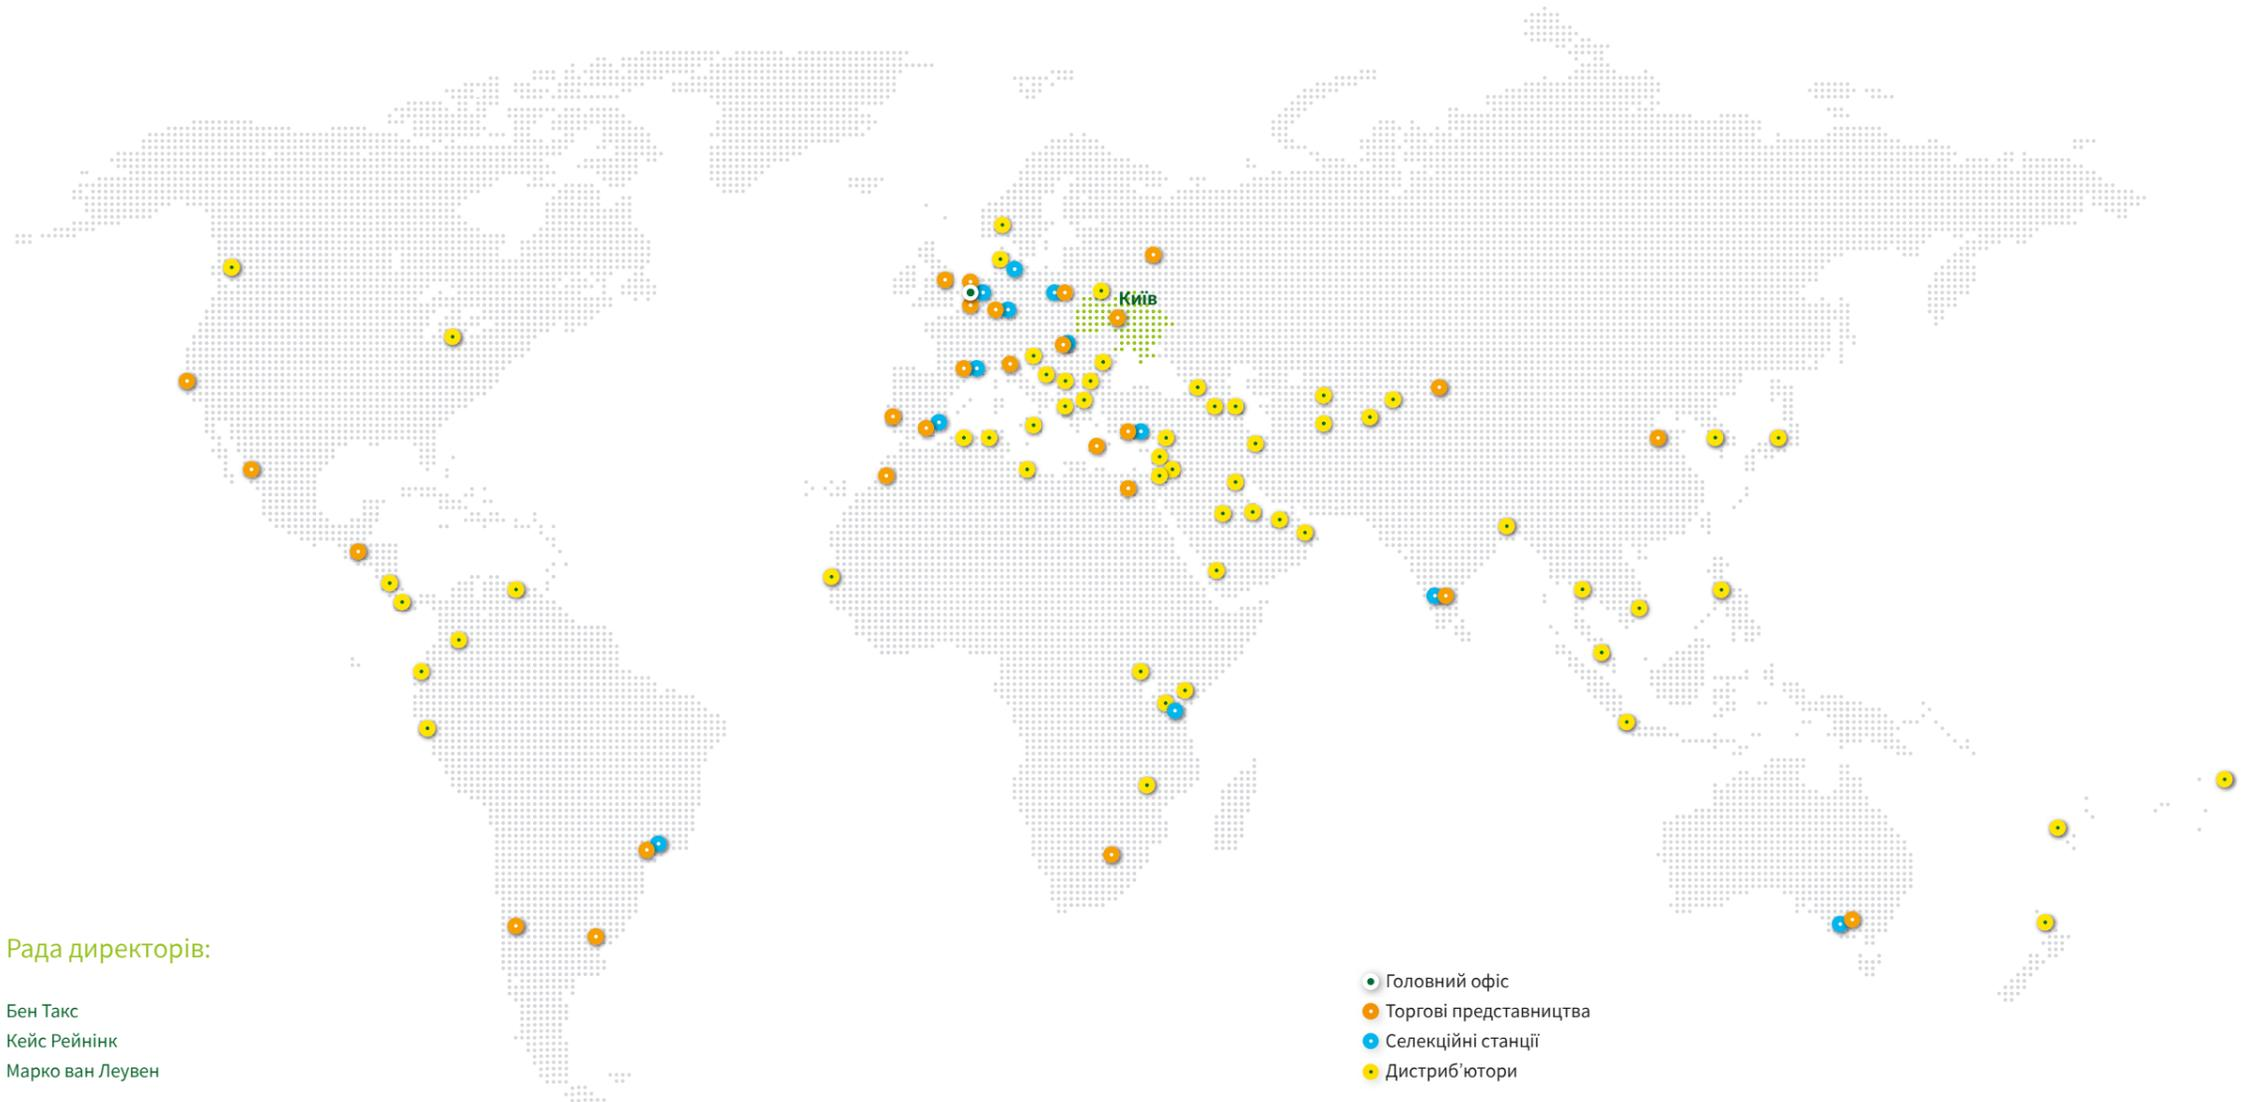 Київ
Рада директорів:
Бен Такс
Кейс Рейнінк
Марко ван Леувен
Головний офіс
Торгові представництва
Селекційні станції
Дистриб’ютори